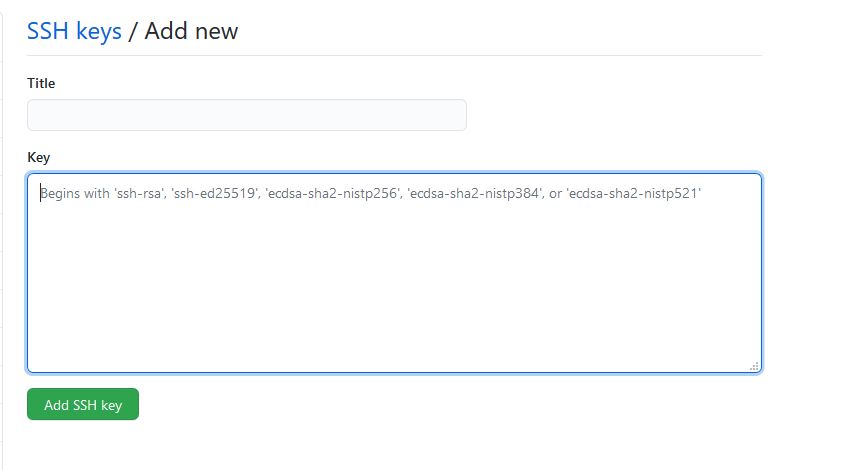 SSH keys / Add new
Title
Key
Begins with 'ssh-rsa', 'ssh-ed25519', 'ecdsa-sha2-nistp256', 'ecdsa-sha2-nistp384', or 'ecdsa-sha2-nistp521'
Add SSH key